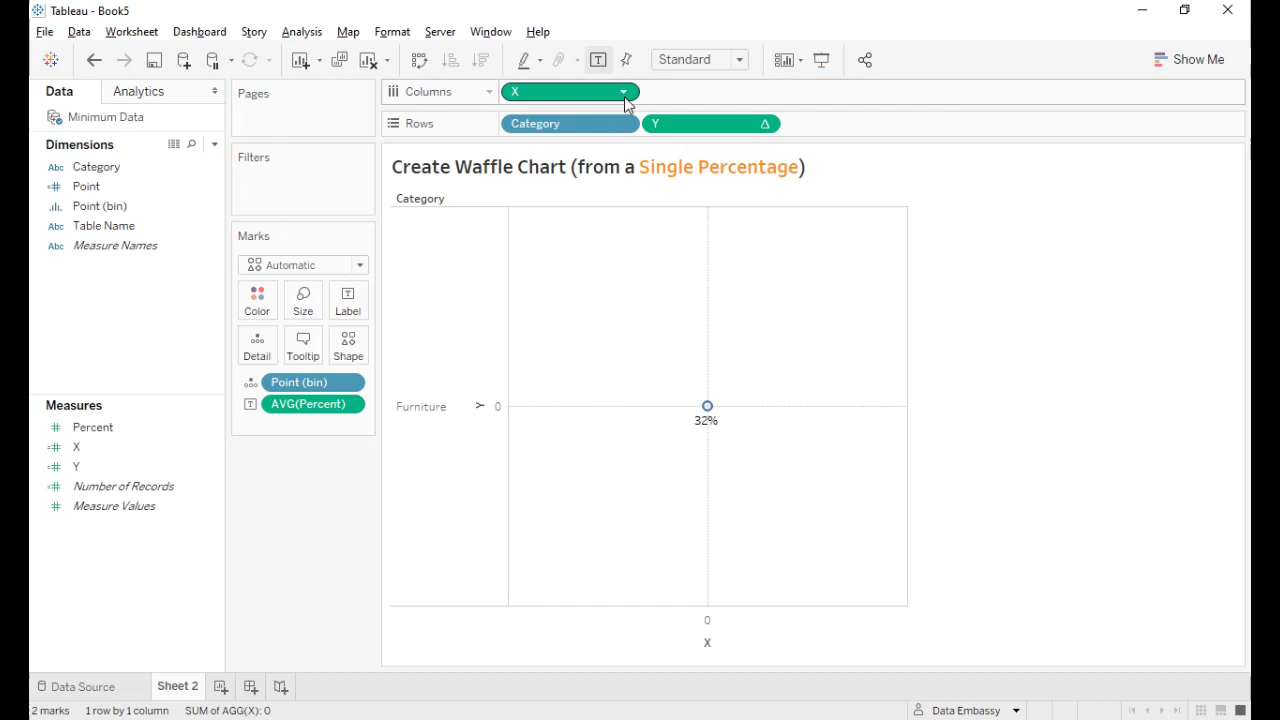 Tableau - Book5
File Data Worksheet Dashboard Story Analysis Map Format Server Window Help
Standard
Show Me
Data Analytics
Minimum Data
Dimensions
Abc Category
Point
Point (bin)
Abc Table Name
Abc Measure Names
Measures
Percent
X
Y
Number of Records
Measure Values
Pages
Filters
Marks
Automatic
Color Size Label
Detail Tooltip Shape
Point (bin)
AVG(Percent)
Columns X
Rows Category Y
Create Waffle Chart (from a Single Percentage)
Category
Furniture Y 0
32%
0
X
Data Source Sheet 2
2 marks 1 row by 1 column SUM of AGG(X): 0 Data Embassy